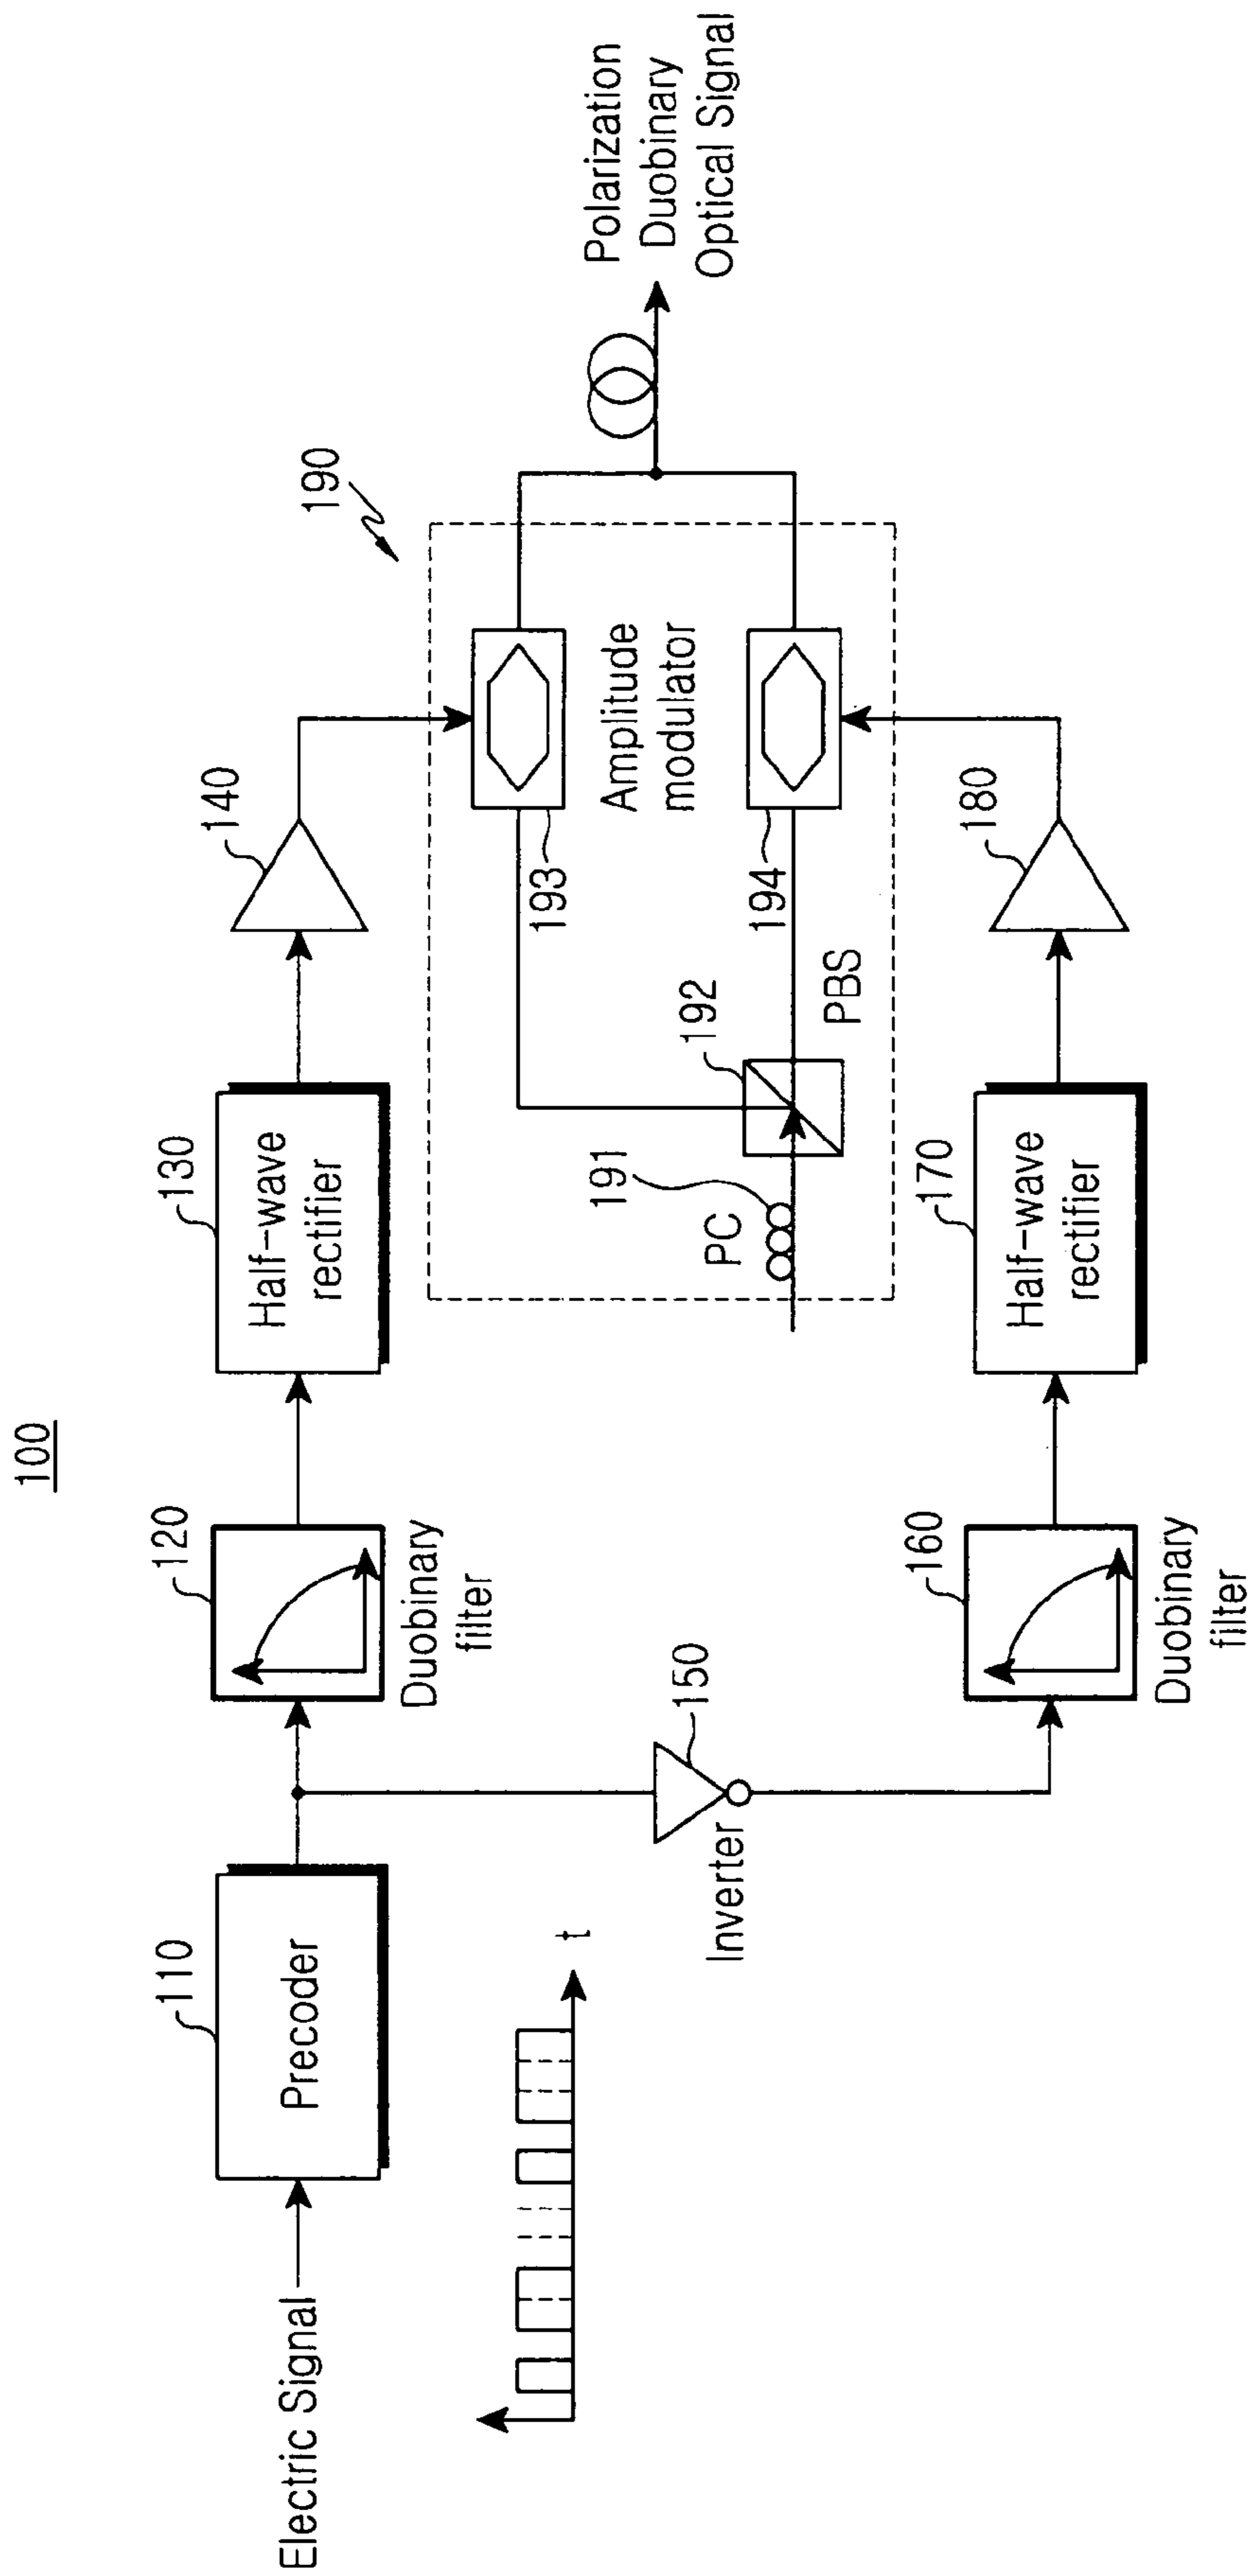 100
Electric Signal
110
Precoder
120
Duobinary
filter
130
Half-wave
rectifier
140
t
Inverter
150
190
PC
191
192
PBS
193
Amplitude
modulator
194
Polarization
Duobinary
Optical Signal
160
Duobinary
filter
170
Half-wave
rectifier
180